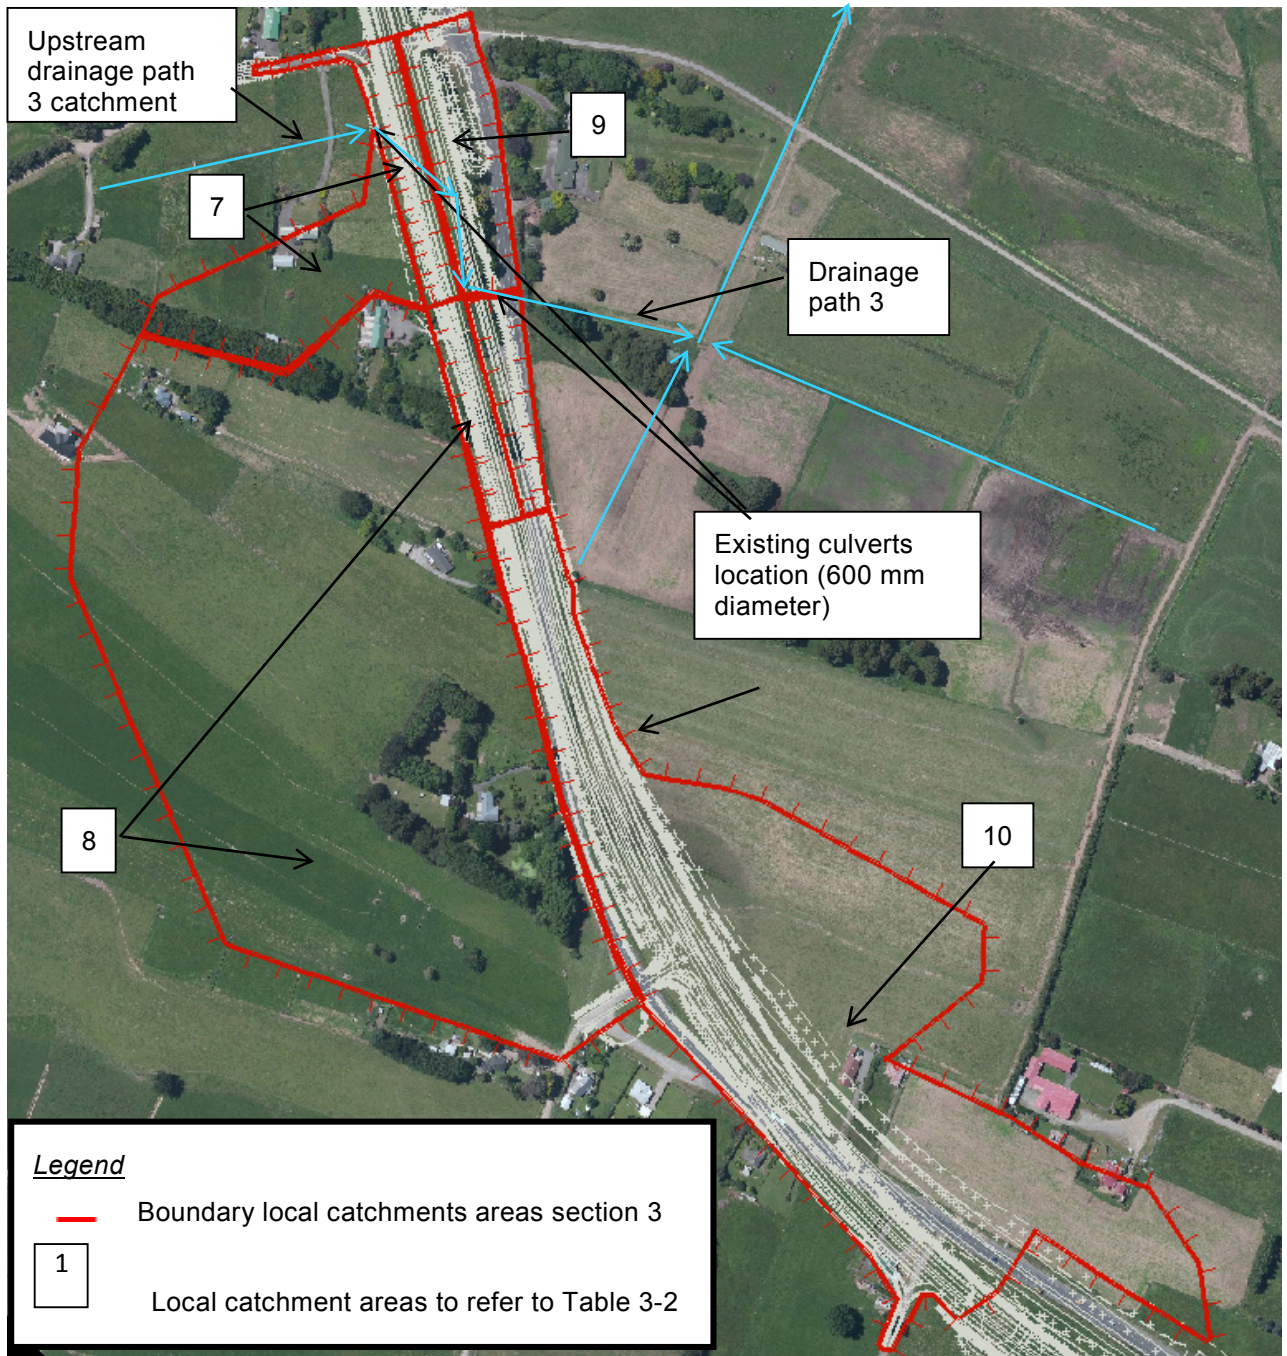 Upstream
drainage path
3 catchment
9
7
Drainage
path 3
Existing culverts
location (600 mm
diameter)
8
10
Legend
Boundary local catchments areas section 3
1
Local catchment areas to refer to Table 3-2